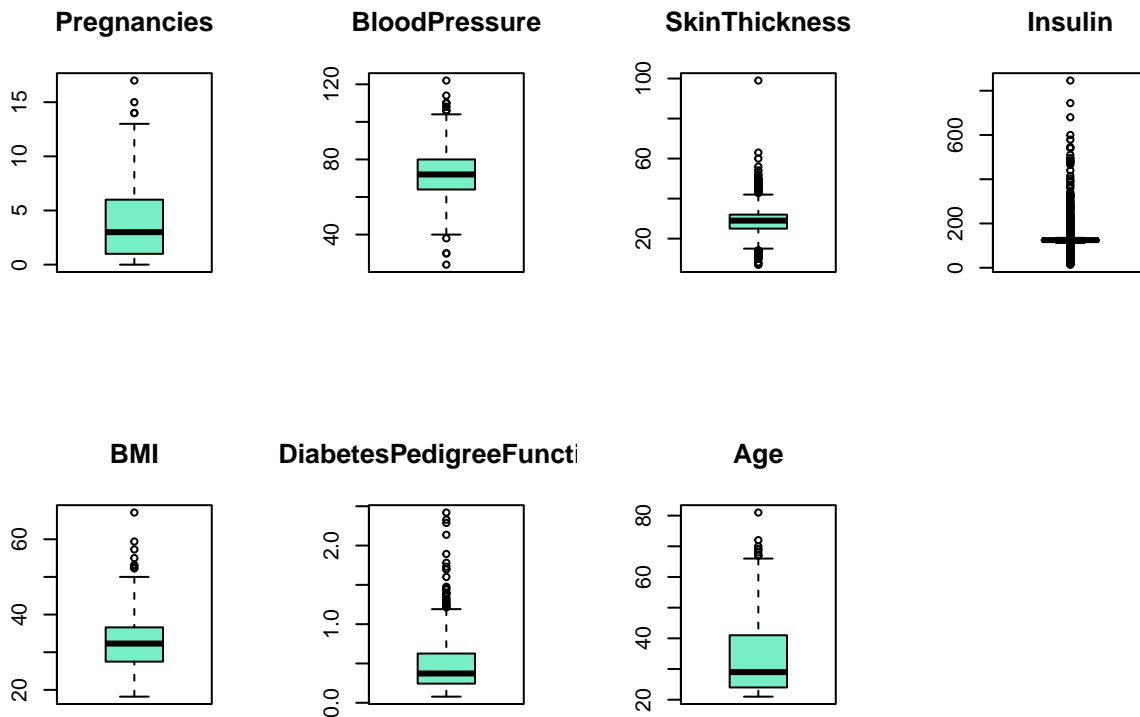 Pregnancies
0 5 10 15
BloodPressure
40 80 120
SkinThickness
20 60 100
Insulin
0 200 600
BMI
20 40 60
DiabetesPedigreeFuncti
0.0 1.0 2.0
Age
20 40 60 80